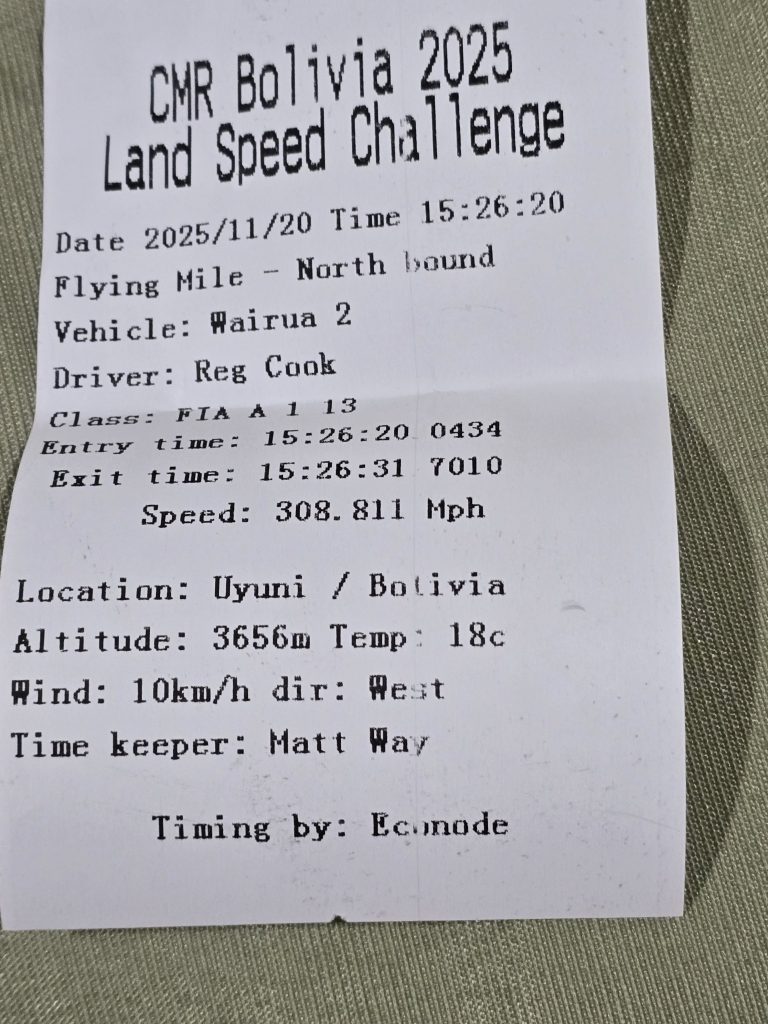 CMR Bolivia 2025
Land Speed Challenge
Date 2025/11/20 Time 15:26:20
Flying Mile - North bound
Vehicle: Wairua 2
Driver: Reg Cook
Class: FIA A 1 13
Entry time: 15:26:20 0434
Exit time: 15:26:31 7010
Speed: 308.811 Mph
Location: Uyuni / Bolivia
Altitude: 3656m Temp: 18c
Wind: 10km/h dir: West
Time keeper: Matt Way
Timing by: Econode